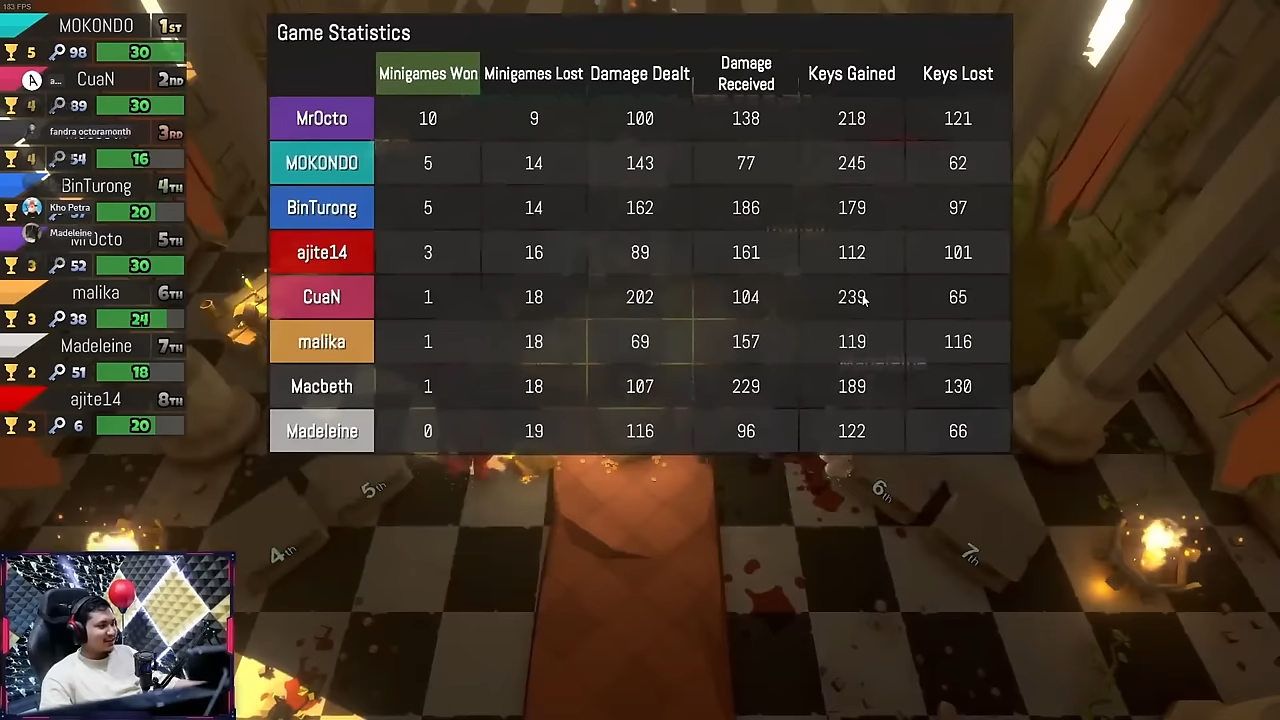 183 FPS
MOKONDO 1ST
5 98 30
a... CuaN 2ND
4 89 30
fandra octoramonth 3RD
4 54 16
BinTurong 4TH
Kho Petra
20
Madeleine
MrOcto 5TH
3 52 30
malika 6TH
3 38 24
Madeleine 7TH
2 51 18
ajite14 8TH
2 6 20
Game Statistics
Minigames Won Minigames Lost Damage Dealt Damage Received Keys Gained Keys Lost
MrOcto 10 9 100 138 218 121
MOKONDO 5 14 143 77 245 62
BinTurong 5 14 162 186 179 97
ajite14 3 16 89 161 112 101
CuaN 1 18 202 104 239 65
malika 1 18 69 157 119 116
Macbeth 1 18 107 229 189 130
Madeleine 0 19 116 96 122 66
5th
6th
4th
7th